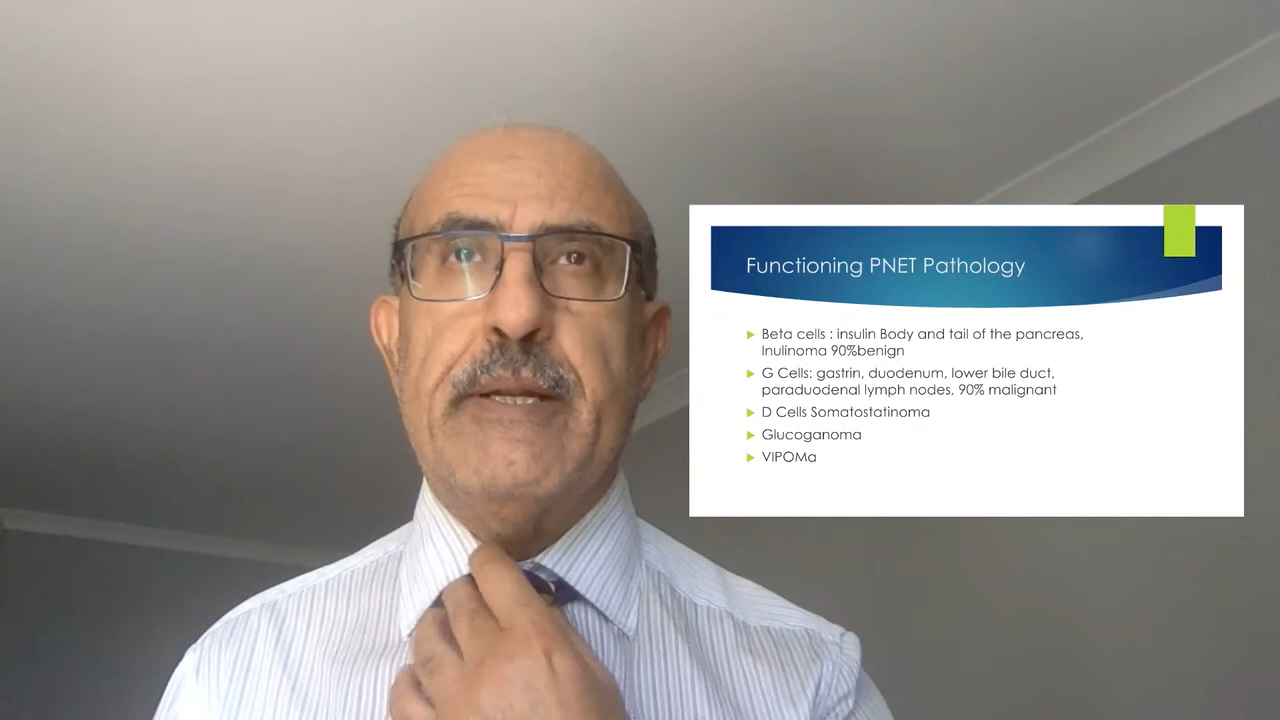 Functioning PNET Pathology
Beta cells : insulin Body and tail of the pancreas,
Inulinoma 90%benign
G Cells: gastrin, duodenum, lower bile duct,
paraduodenal lymph nodes, 90% malignant
D Cells Somatostatinoma
Glucoganoma
VIPOMa